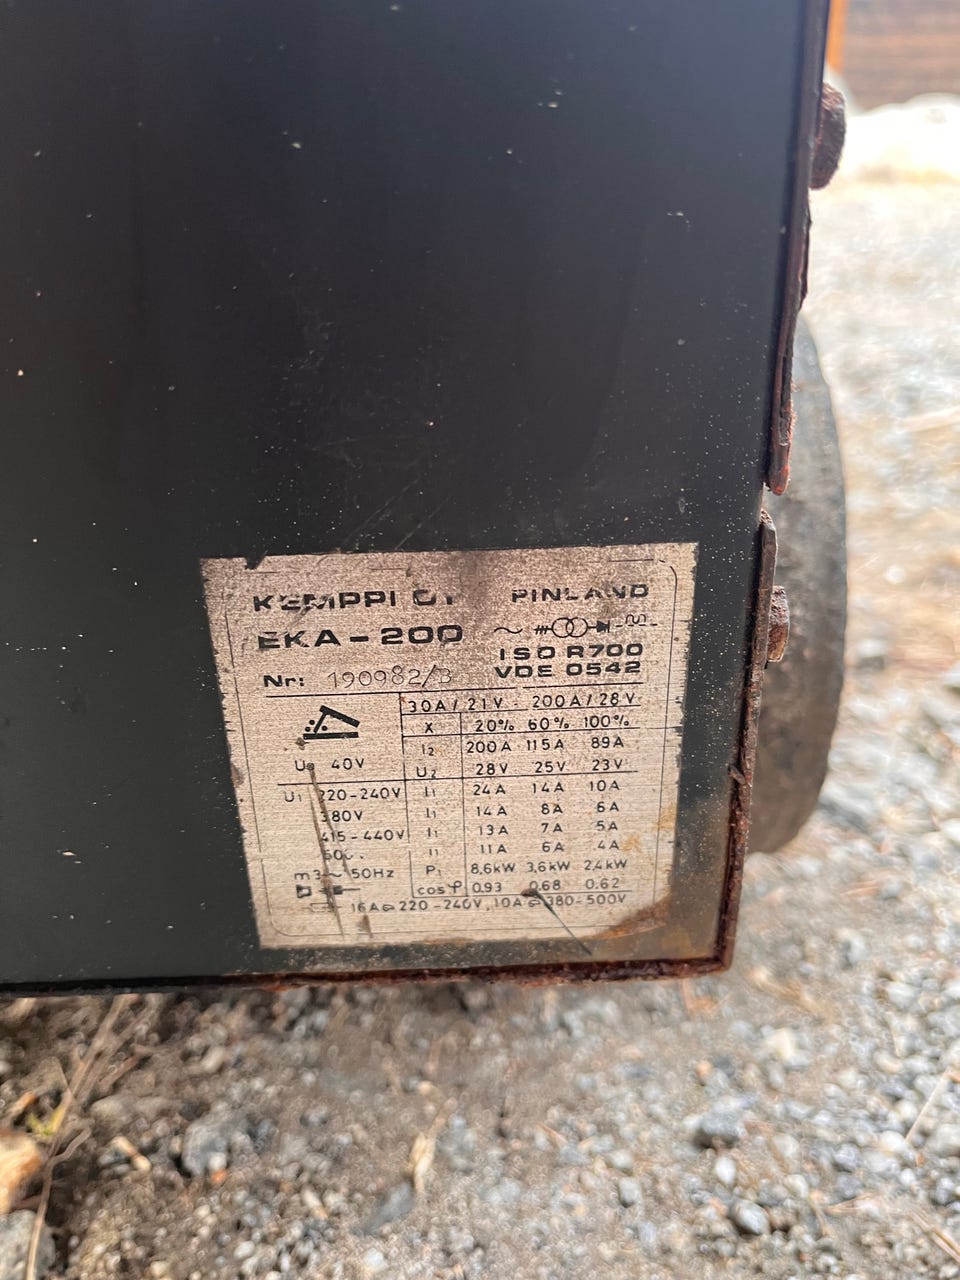 KEMPPI OY FINLAND
EKA-200
ISO R700
Nr: 190982/B VDE 0542
30A/21V - 200A/28V
X 20% 60% 100%
I2 200A 115A 89A
U0 40V U2 28V 25V 23V
U1 220-240V I1 24A 14A 10A
380V I1 14A 8A 6A
415-440V I1 13A 7A 5A
I1 11A 6A 4A
m3~50Hz P1 8,6kW 3,6kW 2,4kW
cosφ 0.93 0.68 0.62
16A 220-240V, 10A 380-500V